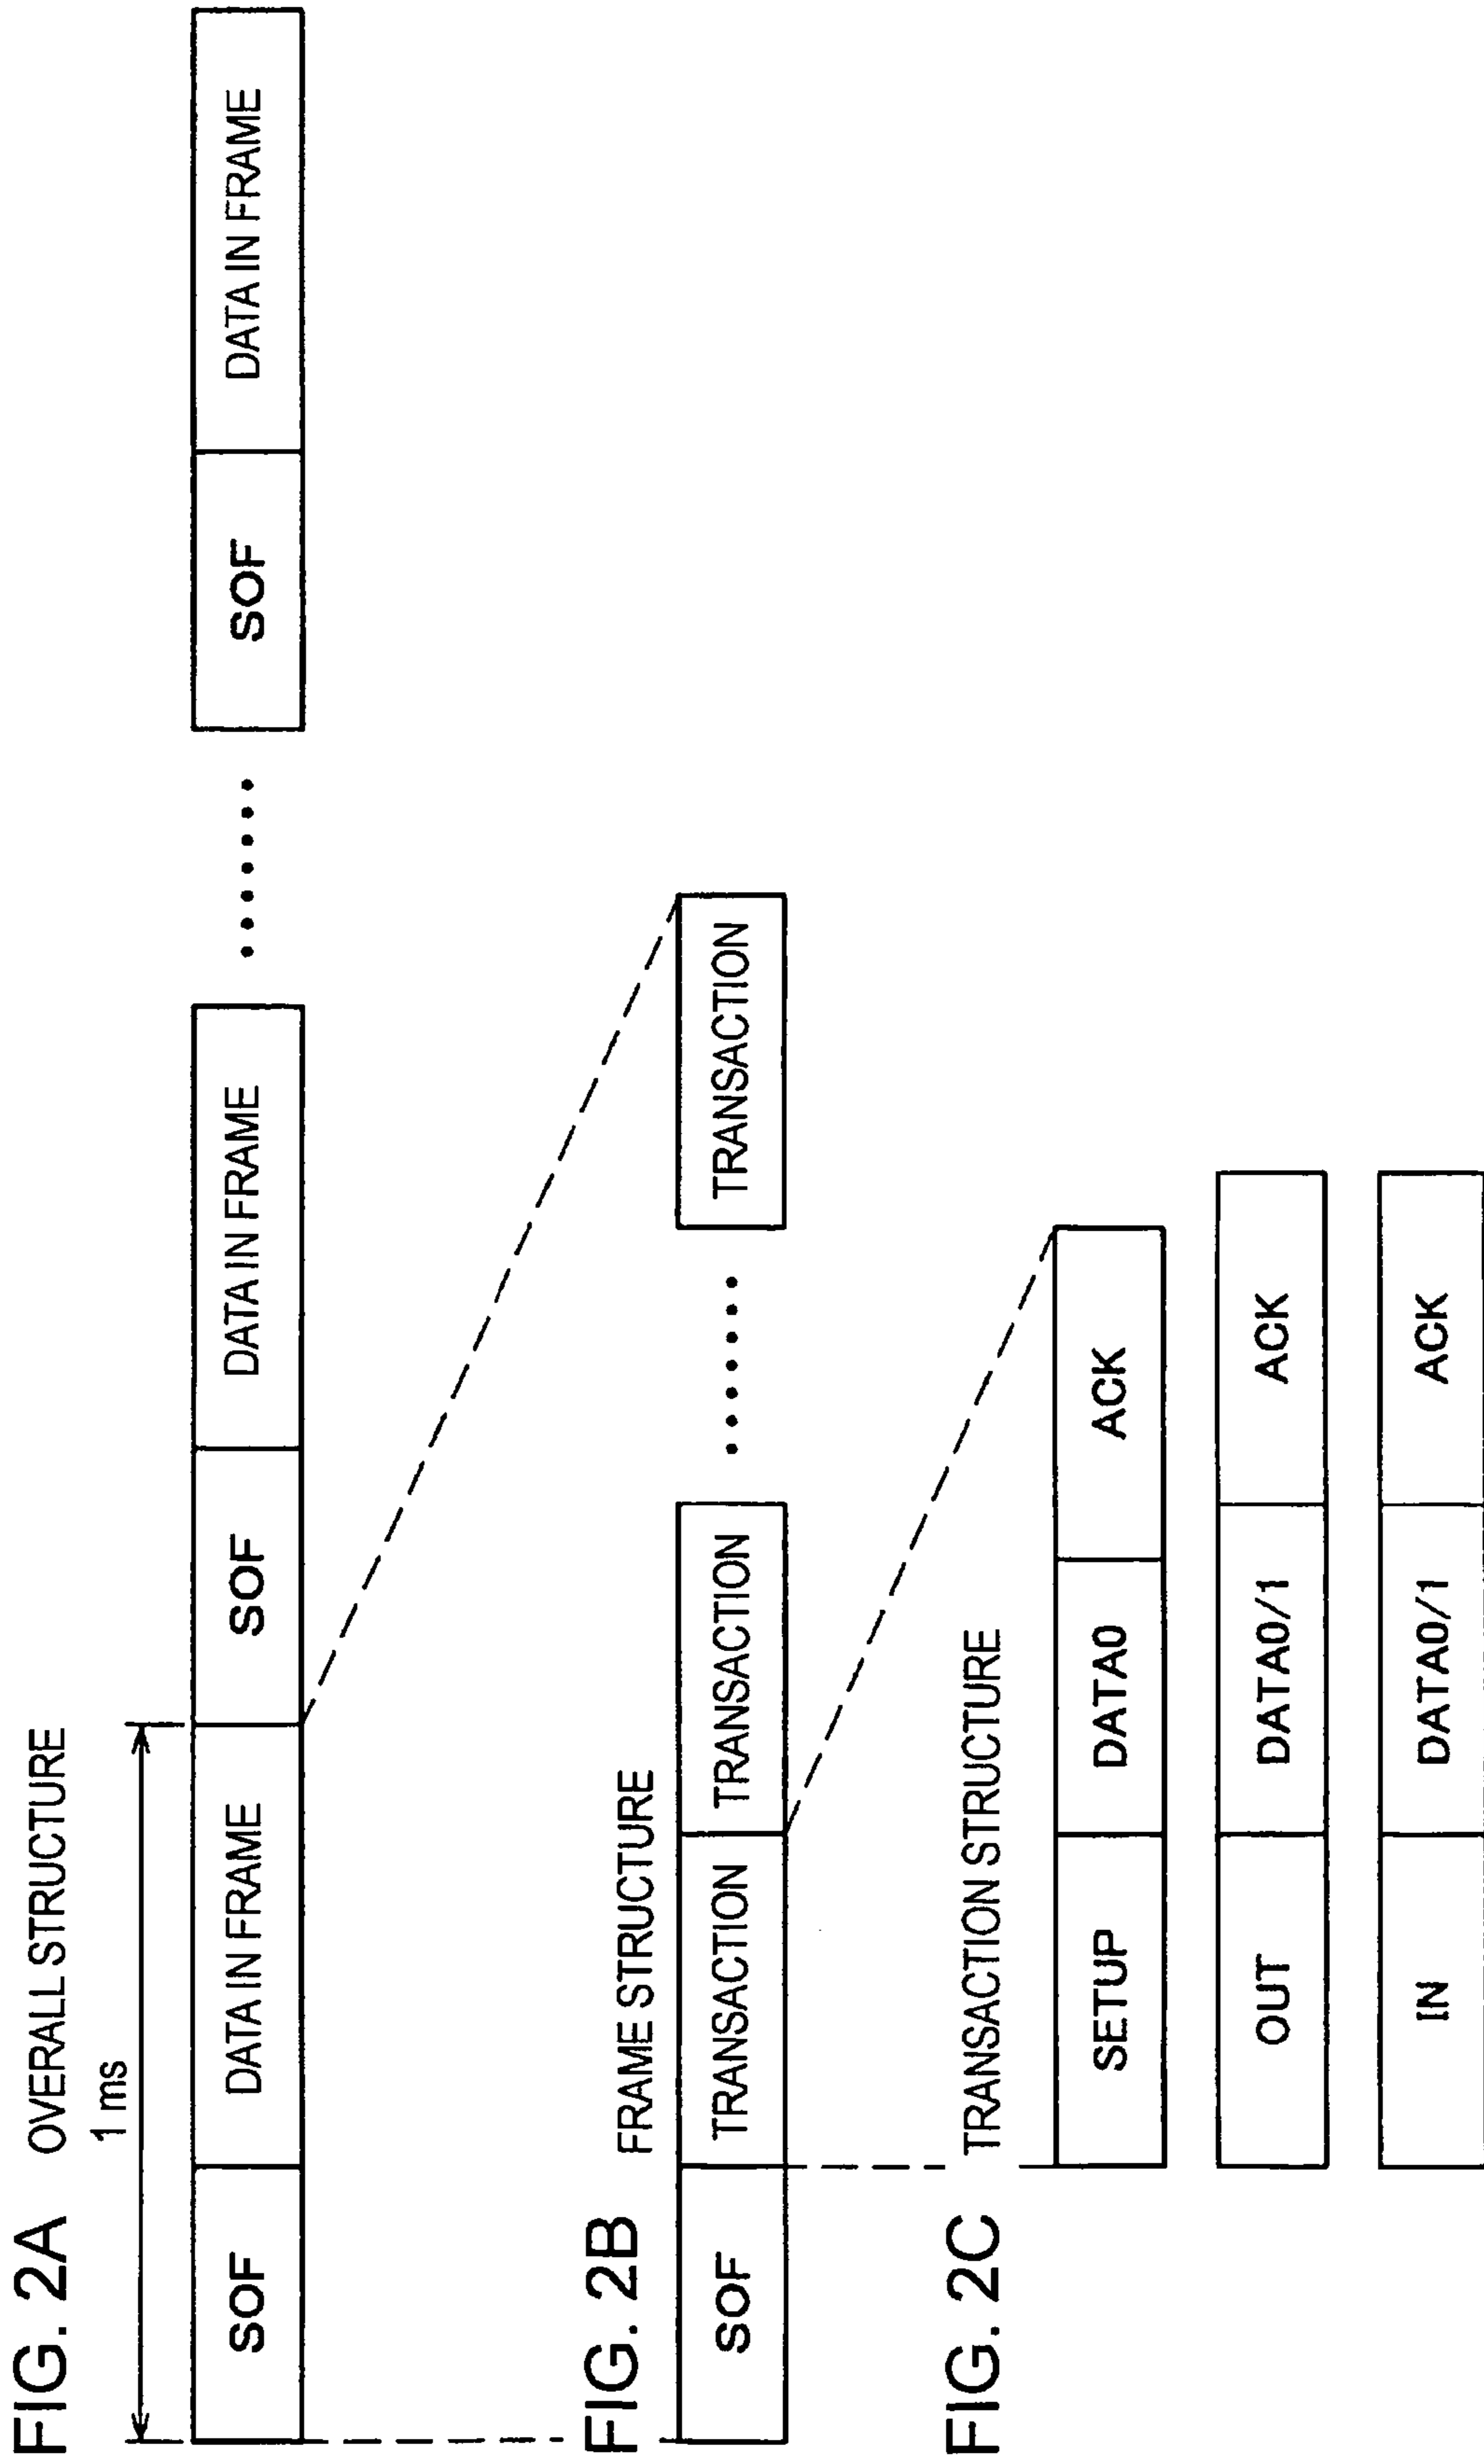 FIG. 2A OVERALL STRUCTURE
1 ms
SOF DATA IN FRAME SOF DATA IN FRAME ...... SOF DATA IN FRAME
FIG. 2B FRAME STRUCTURE
SOF TRANSACTION TRANSACTION ...... TRANSACTION
FIG. 2C TRANSACTION STRUCTURE
SETUP DATA0 ACK
OUT DATA0/1 ACK
IN DATA0/1 ACK